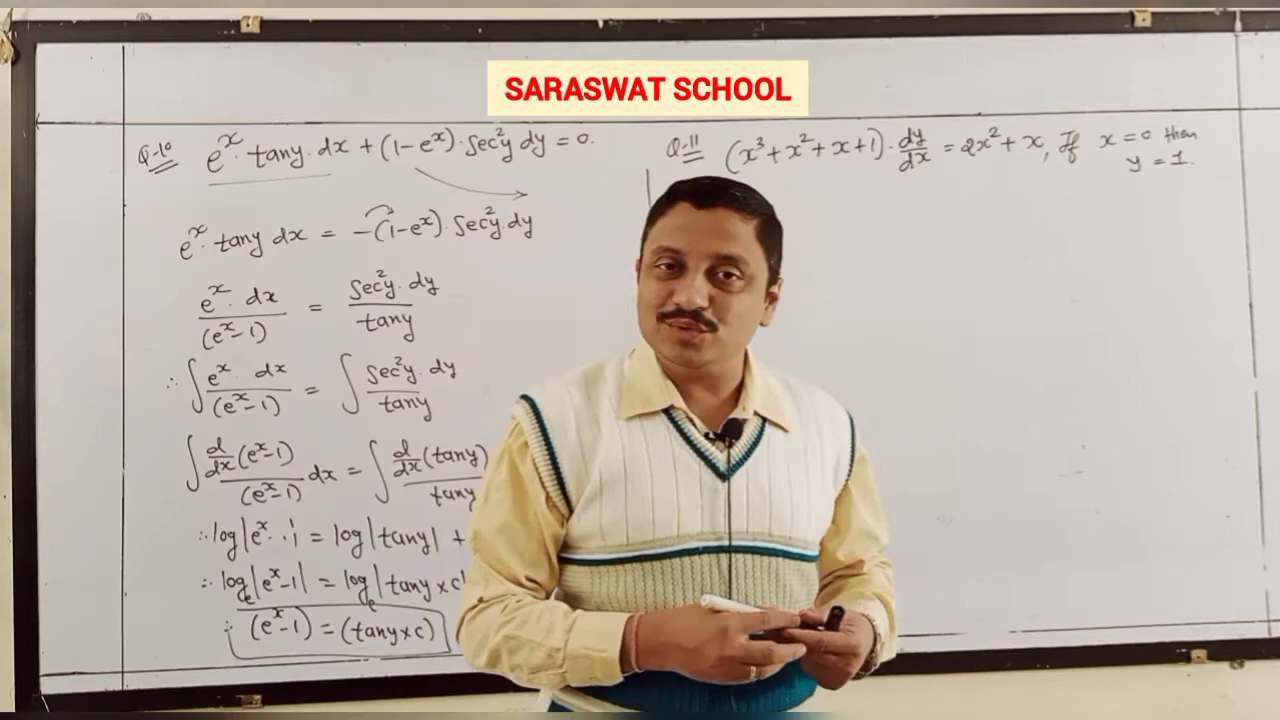 SARASWAT SCHOOL
Q-10 e^x. tany. dx + (1-e^x). Sec²y dy = 0.
e^x. tany dx = -(1-e^x). Sec²y dy
e^x. dx / (e^x-1) = Sec²y. dy / tany
∴ ∫ e^x dx / (e^x-1) = ∫ Sec²y. dy / tany
∫ d/dx(e^x-1) / (e^x-1) dx = ∫ d/dx(tany) / tany
∴ log|e^x | = log|tany| +
∴ log_e|e^x-1| = log_e|tany×c|
∴ (e^x-1) = (tany×c)
Q-11 (x³+x²+x+1). dy/dx = 2x²+x, If x=0 then
y = 1.